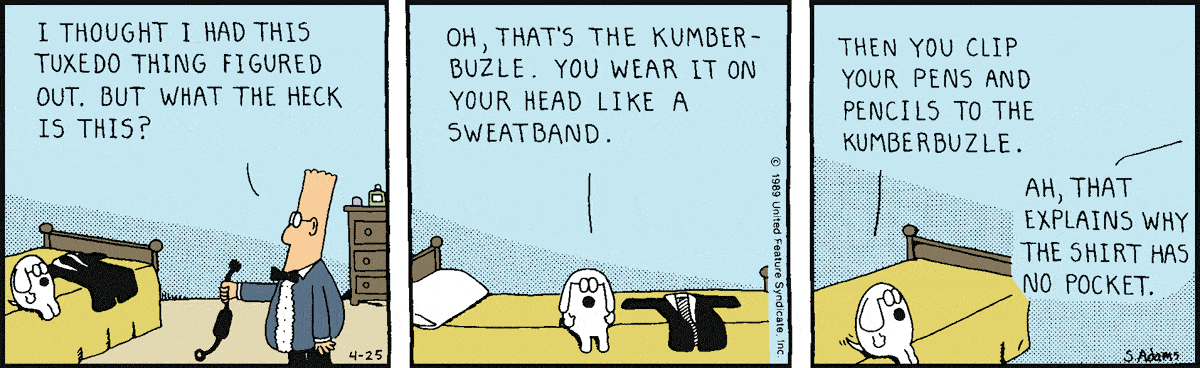 I THOUGHT I HAD THIS
TUXEDO THING FIGURED
OUT. BUT WHAT THE HECK
IS THIS?
4-25
OH, THAT'S THE KUMBER-
BUZLE. YOU WEAR IT ON
YOUR HEAD LIKE A
SWEATBAND.
© 1989 United Feature Syndicate, Inc.
THEN YOU CLIP
YOUR PENS AND
PENCILS TO THE
KUMBERBUZLE.
AH, THAT
EXPLAINS WHY
THE SHIRT HAS
NO POCKET.
S.Adams